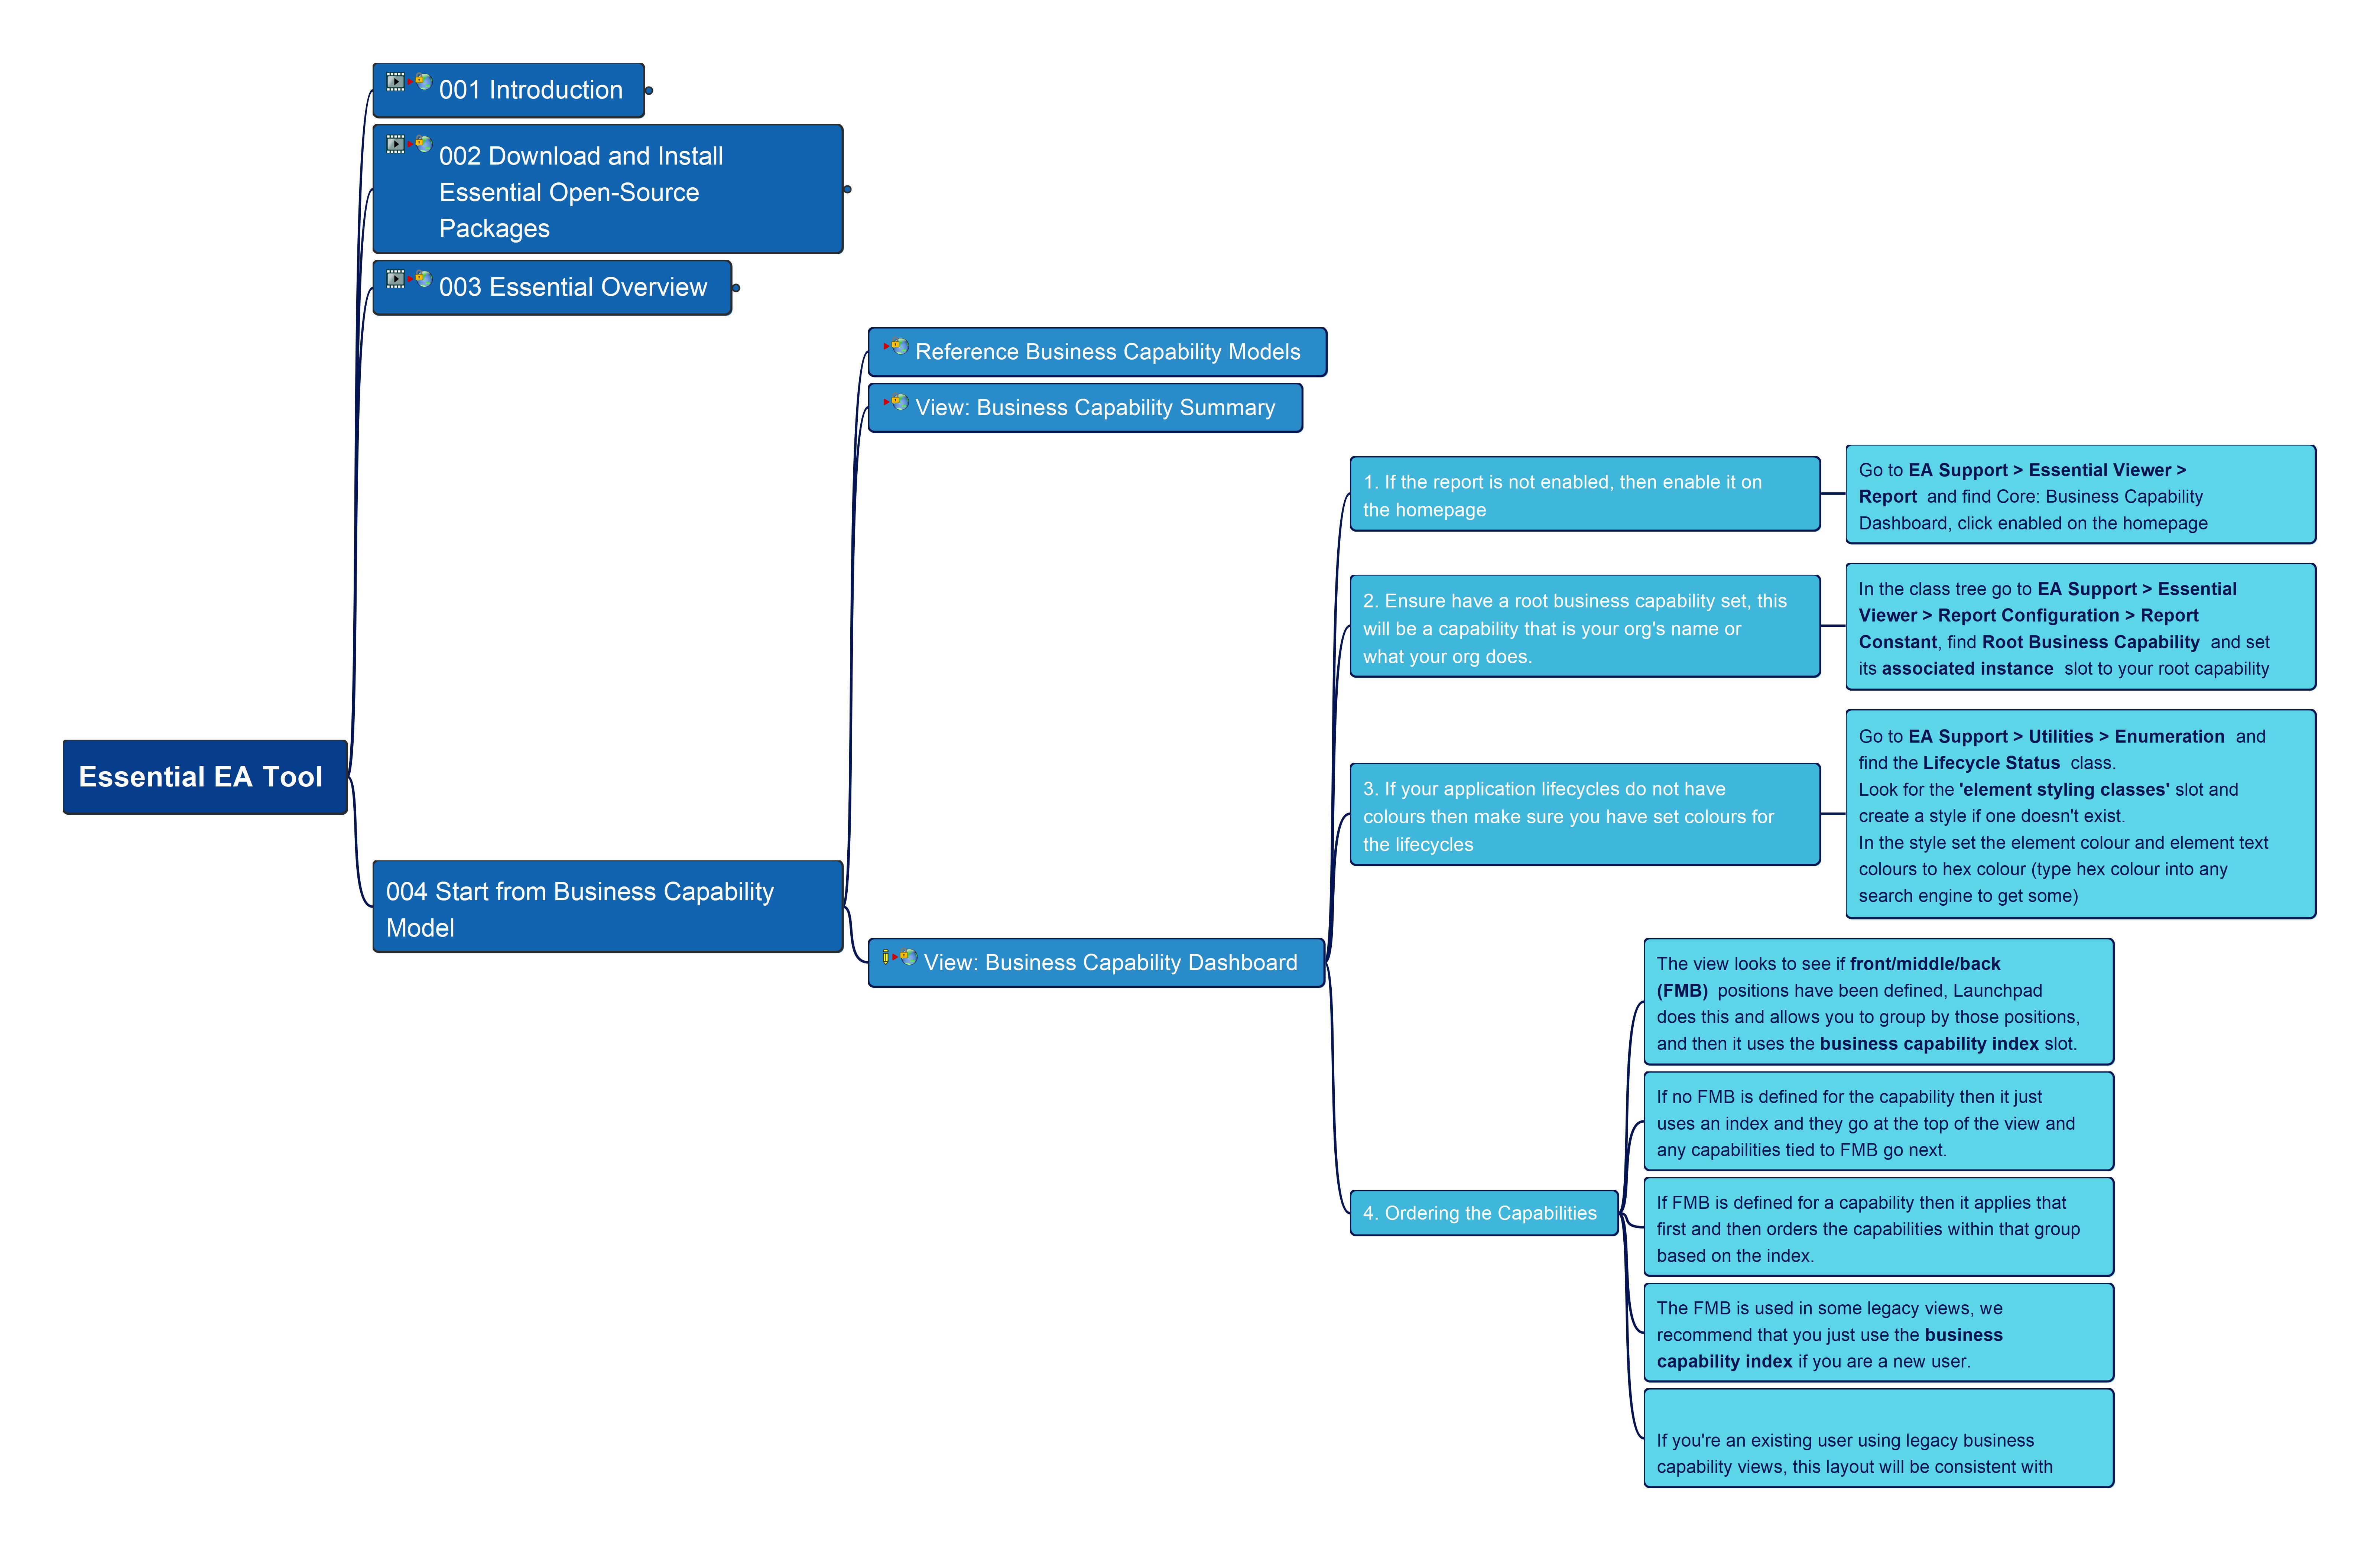 001 Introduction
002 Download and Install
Essential Open-Source
Packages
003 Essential Overview
Reference Business Capability Models
View: Business Capability Summary
1. If the report is not enabled, then enable it on
the homepage
Go to EA Support > Essential Viewer >
Report and find Core: Business Capability
Dashboard, click enabled on the homepage
2. Ensure have a root business capability set, this
will be a capability that is your org's name or
what your org does.
In the class tree go to EA Support > Essential
Viewer > Report Configuration > Report
Constant, find Root Business Capability and set
its associated instance slot to your root capability
3. If your application lifecycles do not have
colours then make sure you have set colours for
the lifecycles
Go to EA Support > Utilities > Enumeration and
find the Lifecycle Status class.
Look for the 'element styling classes' slot and
create a style if one doesn't exist.
In the style set the element colour and element text
colours to hex colour (type hex colour into any
search engine to get some)
Essential EA Tool
004 Start from Business Capability
Model
View: Business Capability Dashboard
4. Ordering the Capabilities
The view looks to see if front/middle/back
(FMB) positions have been defined, Launchpad
does this and allows you to group by those positions,
and then it uses the business capability index slot.
If no FMB is defined for the capability then it just
uses an index and they go at the top of the view and
any capabilities tied to FMB go next.
If FMB is defined for a capability then it applies that
first and then orders the capabilities within that group
based on the index.
The FMB is used in some legacy views, we
recommend that you just use the business
capability index if you are a new user.
If you're an existing user using legacy business
capability views, this layout will be consistent with